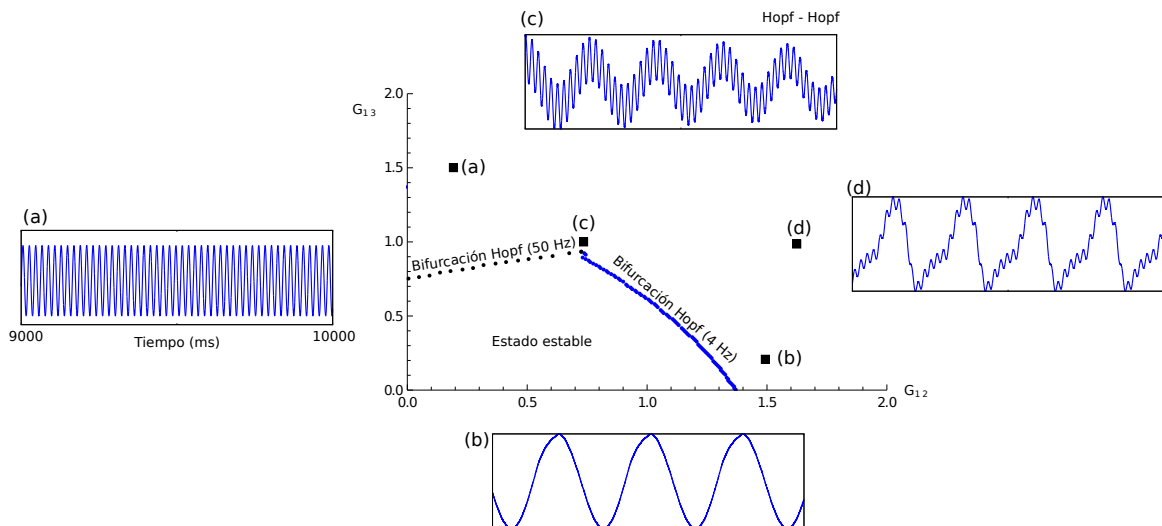 (c)
Hopf - Hopf
2.0
G13
1.5
(a)
1.0
(c)
(d)
(d)
(a)
Bifurcación Hopf (50 Hz)
Bifurcación Hopf (4 Hz)
0.5
Estado estable
(b)
9000
Tiempo (ms)
10000
0.0
0.0
0.5
1.0
1.5
2.0
G12
(b)